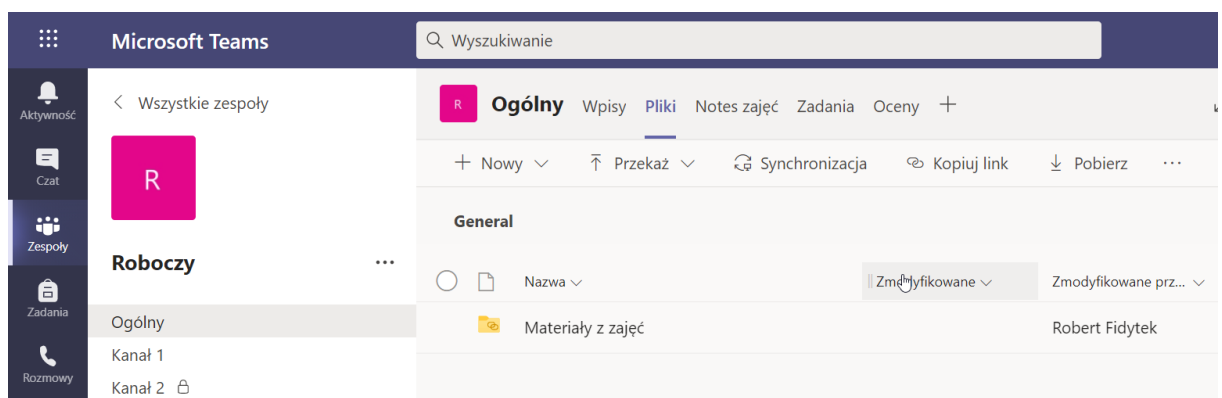 Microsoft Teams
Wyszukiwanie
Aktywność
Czat
Zespoły
Zadania
Rozmowy
Wszystkie zespoły
R
Roboczy
Ogólny
Kanał 1
Kanał 2
R Ogólny Wpisy Pliki Notes zajęć Zadania Oceny
Nowy Przekaż Synchronizacja Kopiuj link Pobierz
General
Nazwa Zmodyfikowane Zmodyfikowane prz...
Materiały z zajęć Robert Fidytek